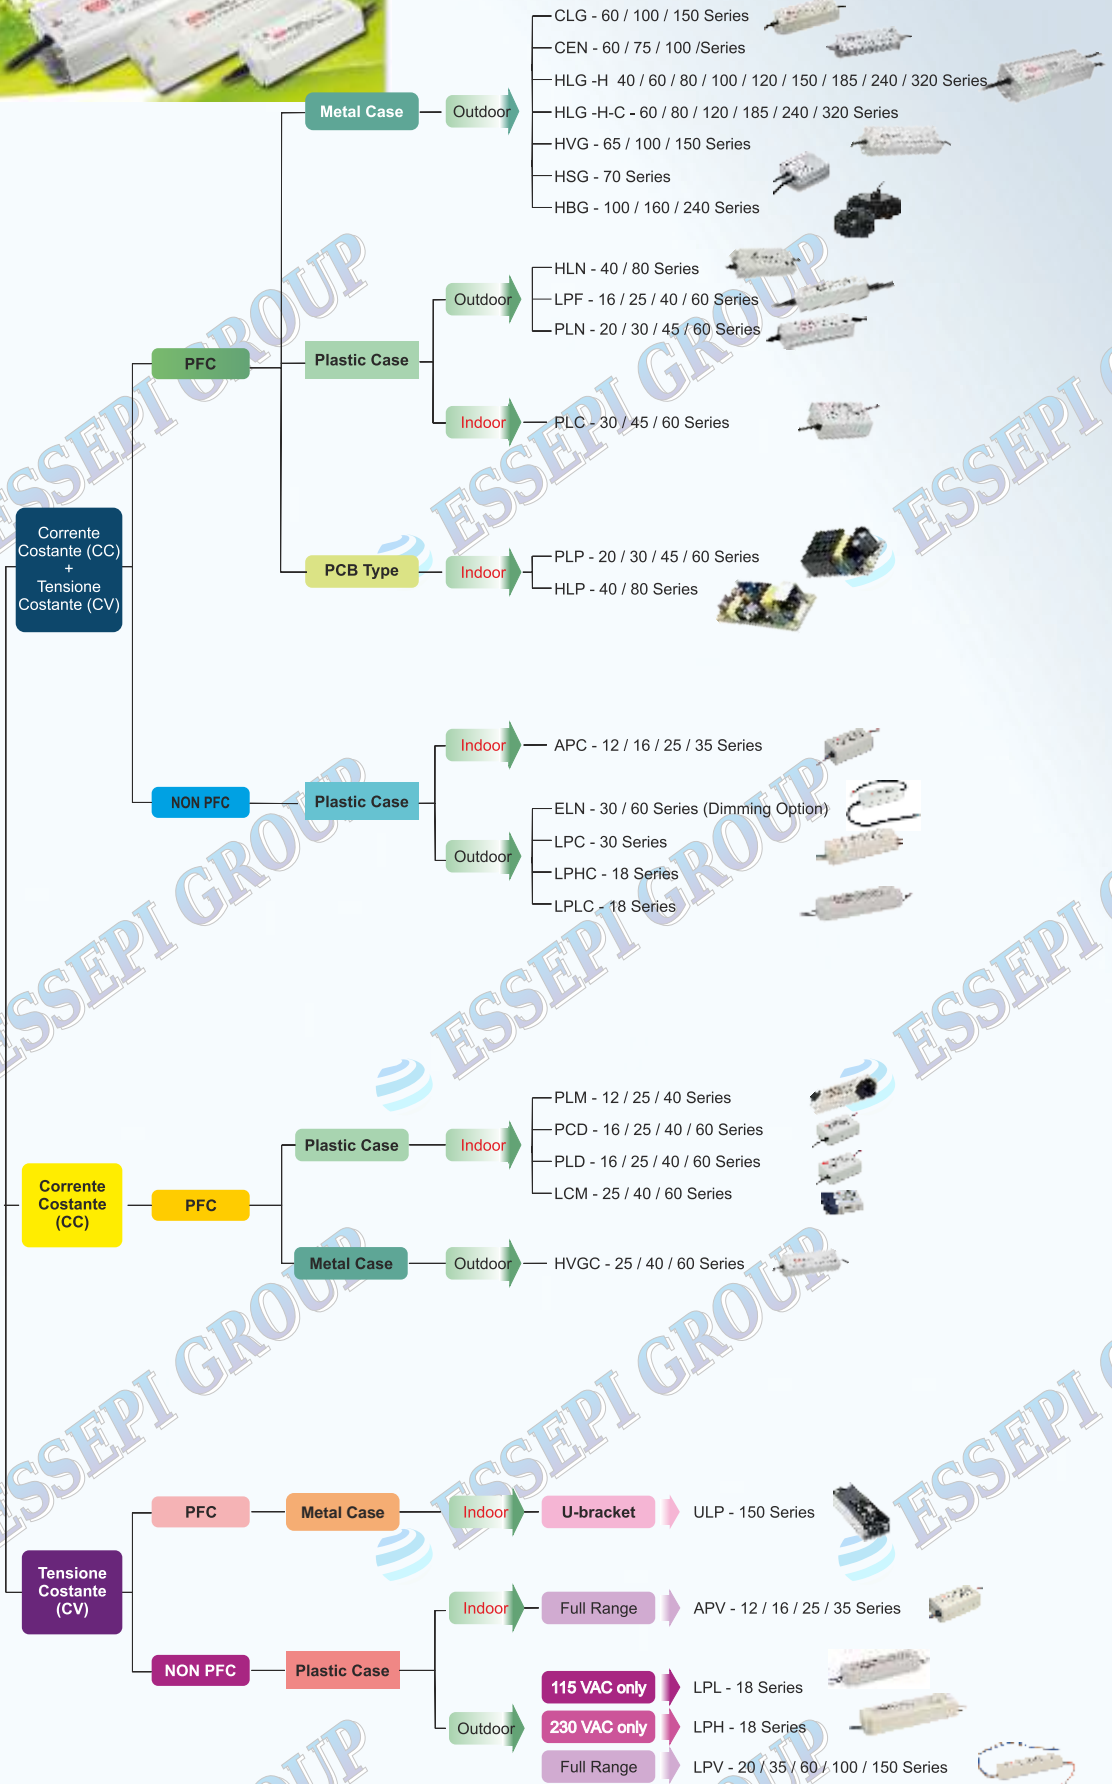 CLG - 60 / 100 / 150 Series
CEN - 60 / 75 / 100 /Series
HLG -H 40 / 60 / 80 / 100 / 120 / 150 / 185 / 240 / 320 Series
Metal Case
Outdoor
HLG -H-C - 60 / 80 / 120 / 185 / 240 / 320 Series
HVG - 65 / 100 / 150 Series
HSG - 70 Series
HBG - 100 / 160 / 240 Series
HLN - 40 / 80 Series
Outdoor
LPF - 16 / 25 / 40 / 60 Series
PLN - 20 / 30 / 45 / 60 Series
PFC
Plastic Case
Indoor
PLC - 30 / 45 / 60 Series
Corrente
Costante (CC)
+
Tensione
Costante (CV)
PCB Type
Indoor
PLP - 20 / 30 / 45 / 60 Series
HLP - 40 / 80 Series
Indoor
APC - 12 / 16 / 25 / 35 Series
NON PFC
Plastic Case
ELN - 30 / 60 Series (Dimming Option)
LPC - 30 Series
Outdoor
LPHC - 18 Series
LPLC - 18 Series
PLM - 12 / 25 / 40 Series
PCD - 16 / 25 / 40 / 60 Series
Plastic Case
Indoor
PLD - 16 / 25 / 40 / 60 Series
LCM - 25 / 40 / 60 Series
Corrente
Costante
(CC)
PFC
Metal Case
Outdoor
HVGC - 25 / 40 / 60 Series
PFC
Metal Case
Indoor
U-bracket
ULP - 150 Series
Tensione
Costante
(CV)
Indoor
Full Range
APV - 12 / 16 / 25 / 35 Series
NON PFC
Plastic Case
115 VAC only
LPL - 18 Series
Outdoor
230 VAC only
LPH - 18 Series
Full Range
LPV - 20 / 35 / 60 / 100 / 150 Series
ESSEPI GROUP
ESSEPI GROUP
ESSEPI GROUP
ESSEPI GROUP
ESSEPI GROUP
ESSEPI GROUP